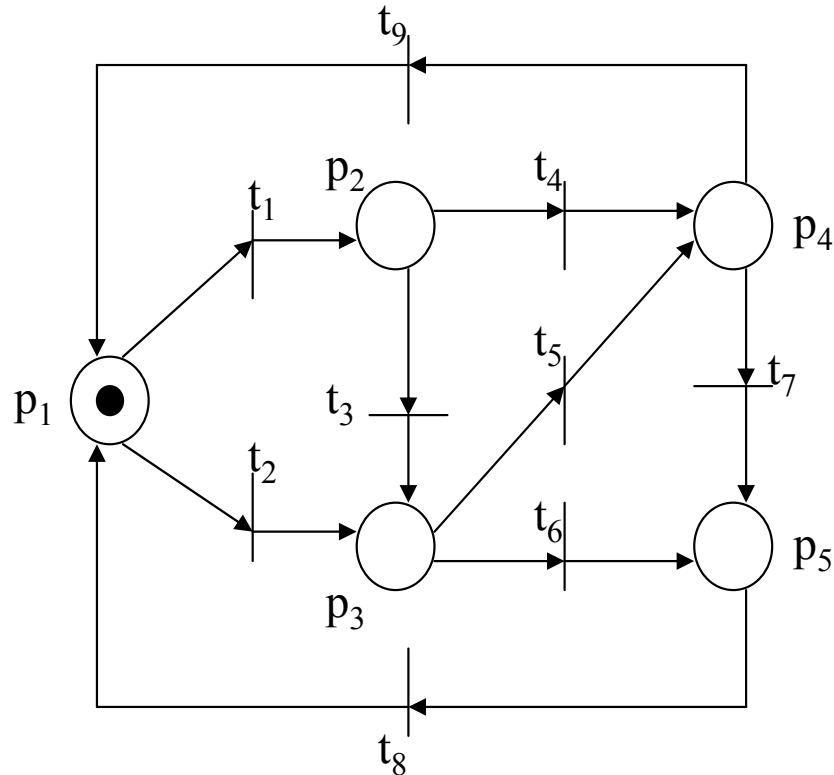 t₉
p₂
t₄
t₁
p₄
t₅
t₇
p₁
t₃
t₂
t₆
p₅
p₃
t₈